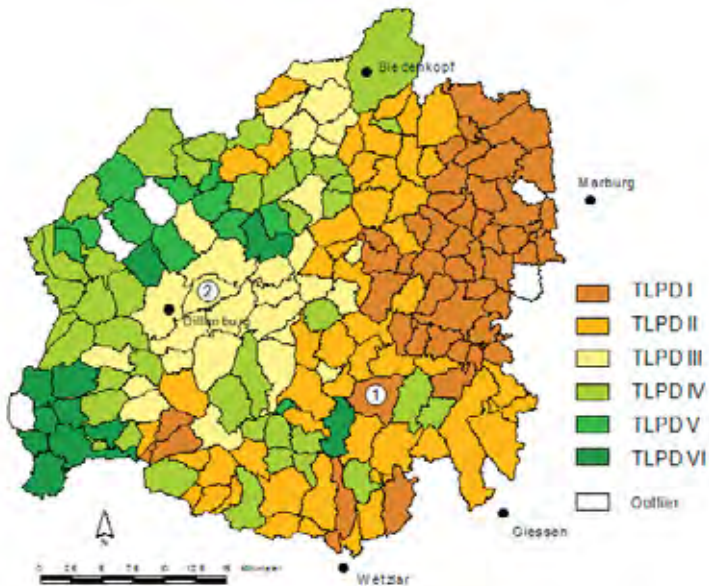 Biedenkopf
Marburg
2
Dillenburg
TLPD I
TLPD II
TLPD III
TLPD IV
TLPD V
TLPD VI
Outlier
1
N
Giessen
Wetzlar